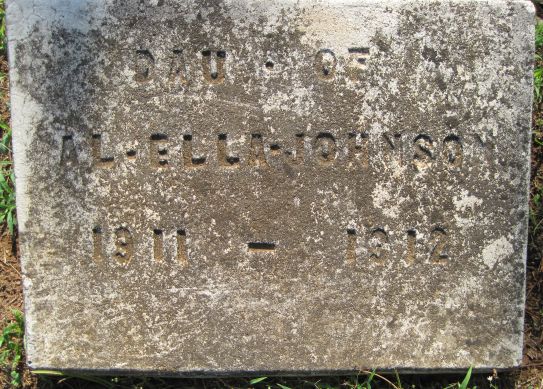 DAU · OF
AL-ELLA-JOHNSON
1911 — 1912